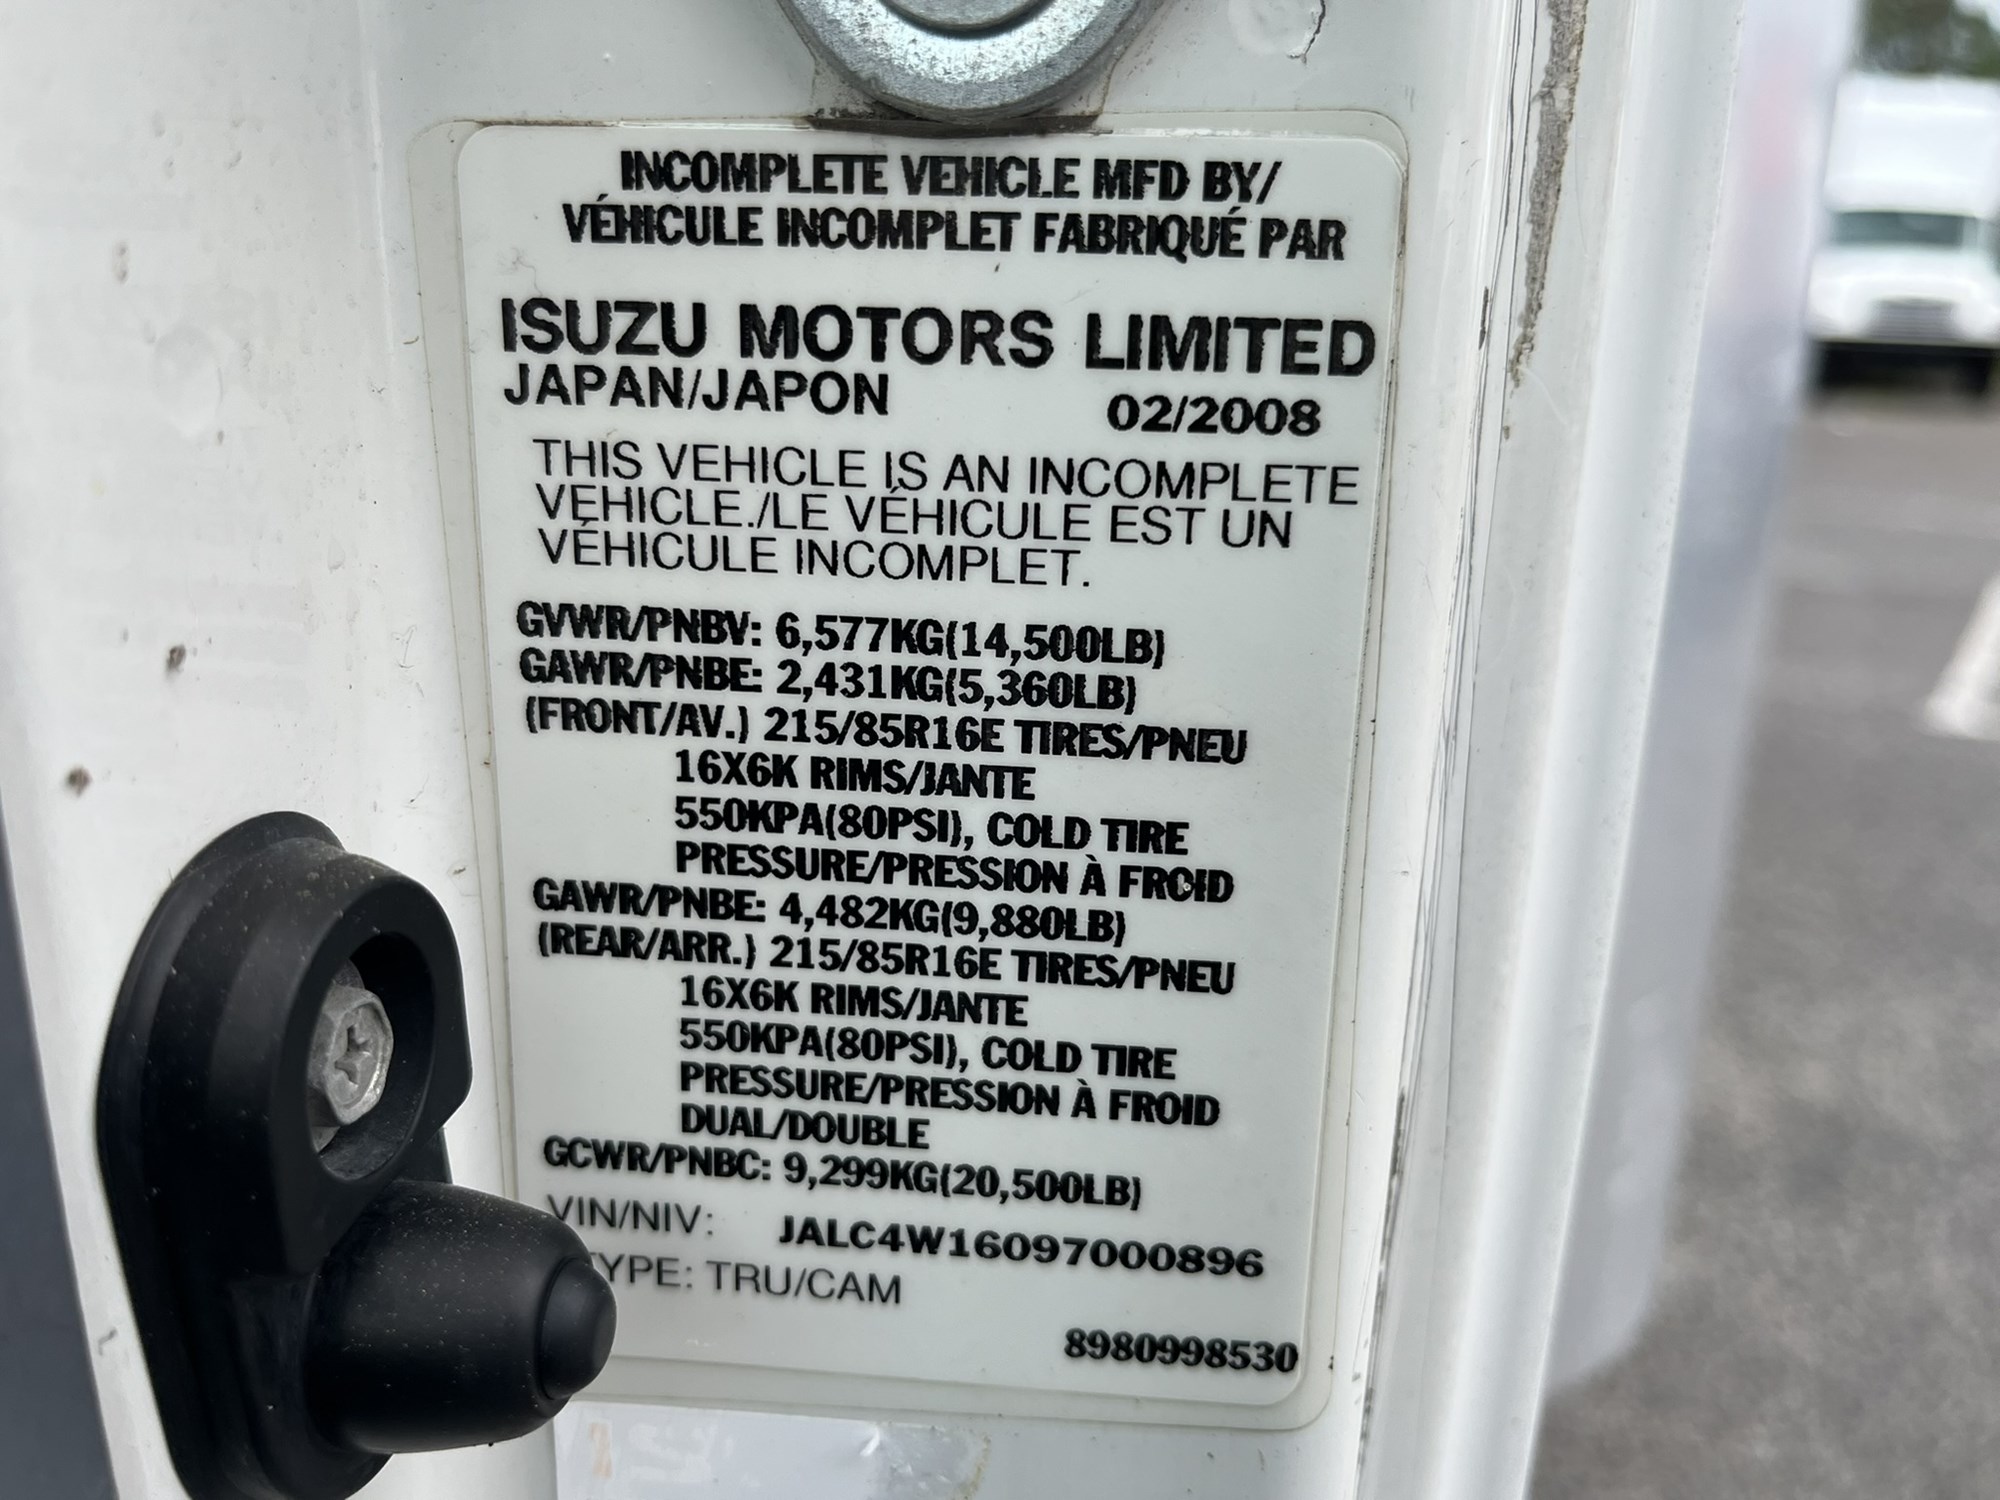 INCOMPLETE VEHICLE MFD BY/
VÉHICULE INCOMPLET FABRIQUÉ PAR
ISUZU MOTORS LIMITED
JAPAN/JAPON 02/2008
THIS VEHICLE IS AN INCOMPLETE
VEHICLE./LE VÉHICULE EST UN
VÉHICULE INCOMPLET.
GVWR/PNBV: 6,577KG(14,500LB)
GAWR/PNBE: 2,431KG(5,360LB)
(FRONT/AV.) 215/85R16E TIRES/PNEU
16X6K RIMS/JANTE
550KPA(80PSI), COLD TIRE
PRESSURE/PRESSION À FROID
GAWR/PNBE: 4,482KG(9,880LB)
(REAR/ARR.) 215/85R16E TIRES/PNEU
16X6K RIMS/JANTE
550KPA(80PSI), COLD TIRE
PRESSURE/PRESSION À FROID
DUAL/DOUBLE
GCWR/PNBC: 9,299KG(20,500LB)
VIN/NIV: JALC4W16097000896
TYPE: TRU/CAM
8980998530